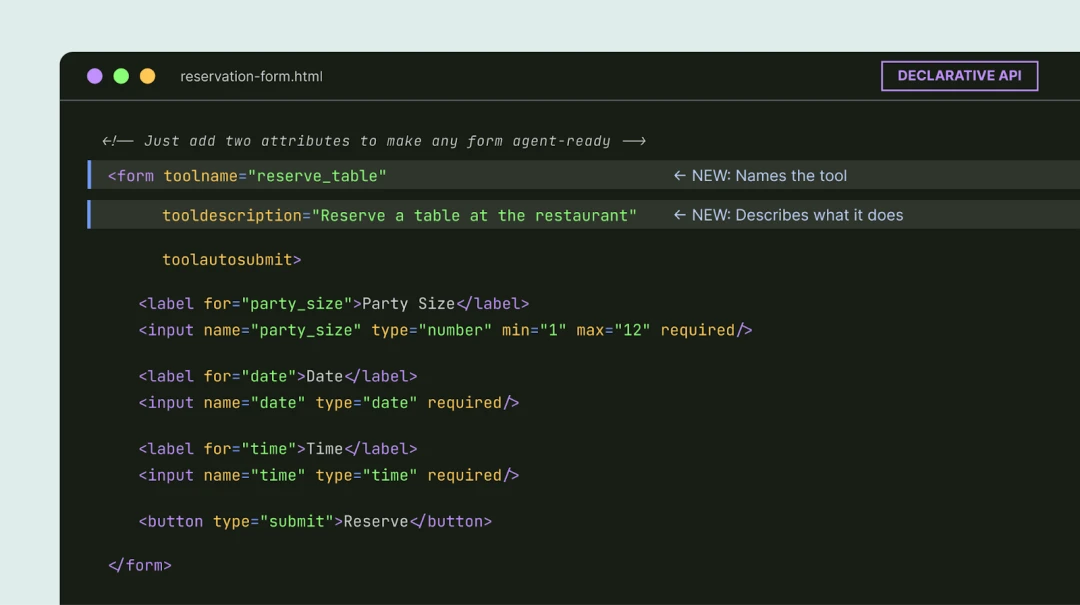 reservation-form.html
DECLARATIVE API
<!-- Just add two attributes to make any form agent-ready -->
<form toolname="reserve_table" ← NEW: Names the tool
tooldescription="Reserve a table at the restaurant" ← NEW: Describes what it does
toolautosubmit>
<label for="party_size">Party Size</label>
<input name="party_size" type="number" min="1" max="12" required/>
<label for="date">Date</label>
<input name="date" type="date" required/>
<label for="time">Time</label>
<input name="time" type="time" required/>
<button type="submit">Reserve</button>
</form>